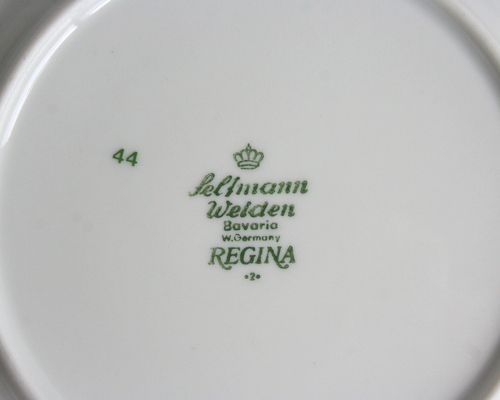 44
Seltmann
Weiden
Bavaria
W.Germany
REGINA
•2•